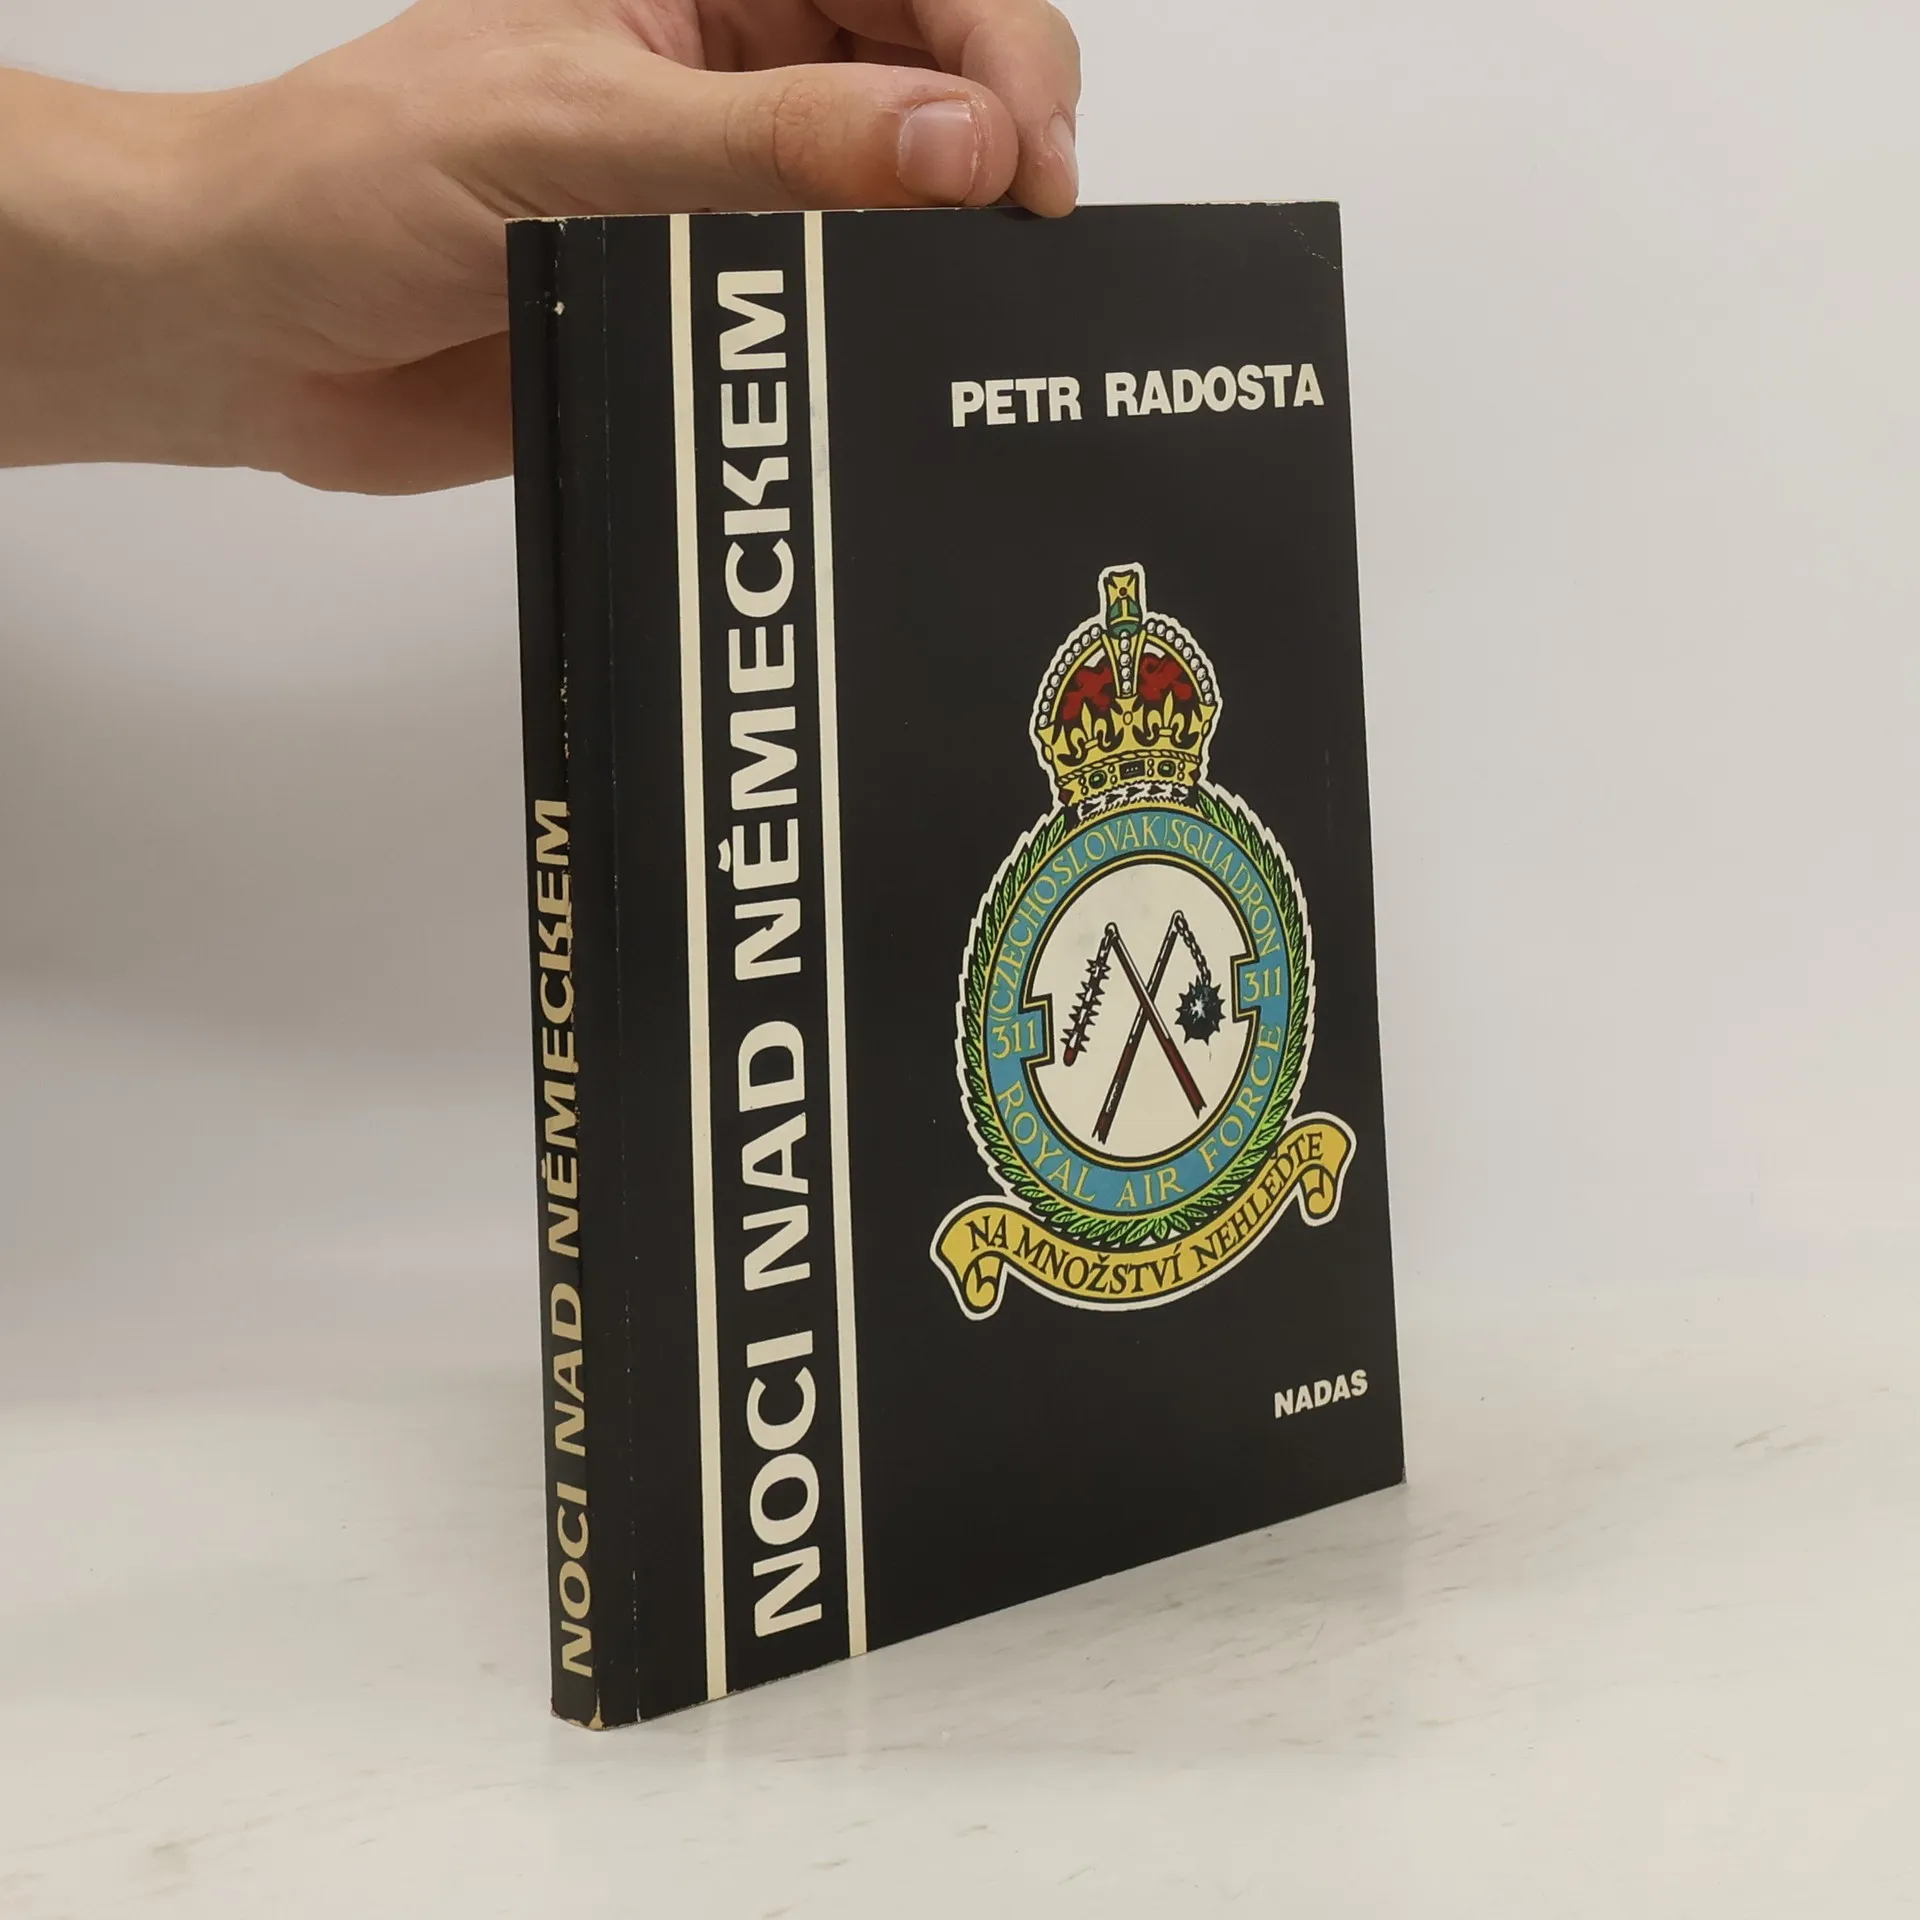 NOCI NAD NĚMECKEM
NOCI NAD NĚMECKEM
PETR RADOSTA
CZECHOSLOVAK SQUADRON
311
311
ROYAL AIR FORCE
NA MNOŽSTVÍ NEHLEĎTE
NADAS